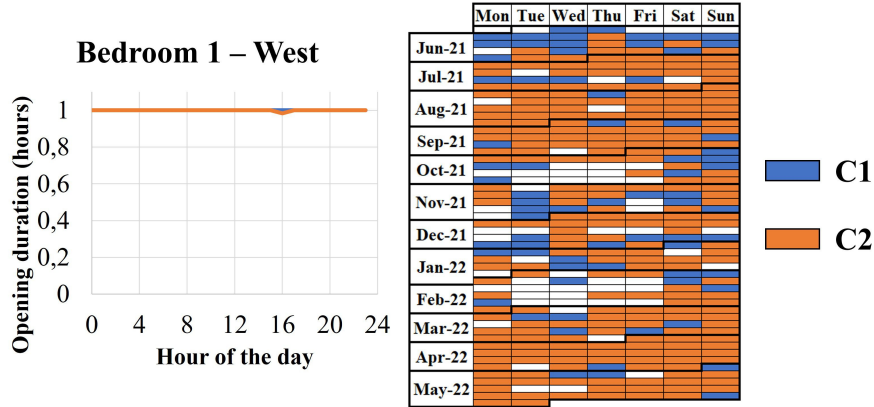 Bedroom 1 – West
Opening duration (hours)
1
0,8
0,6
0,4
0,2
0
0 4 8 12 16 20 24
Hour of the day
Mon Tue Wed Thu Fri Sat Sun
Jun-21
Jul-21
Aug-21
Sep-21
Oct-21
Nov-21
Dec-21
Jan-22
Feb-22
Mar-22
Apr-22
May-22
C1
C2